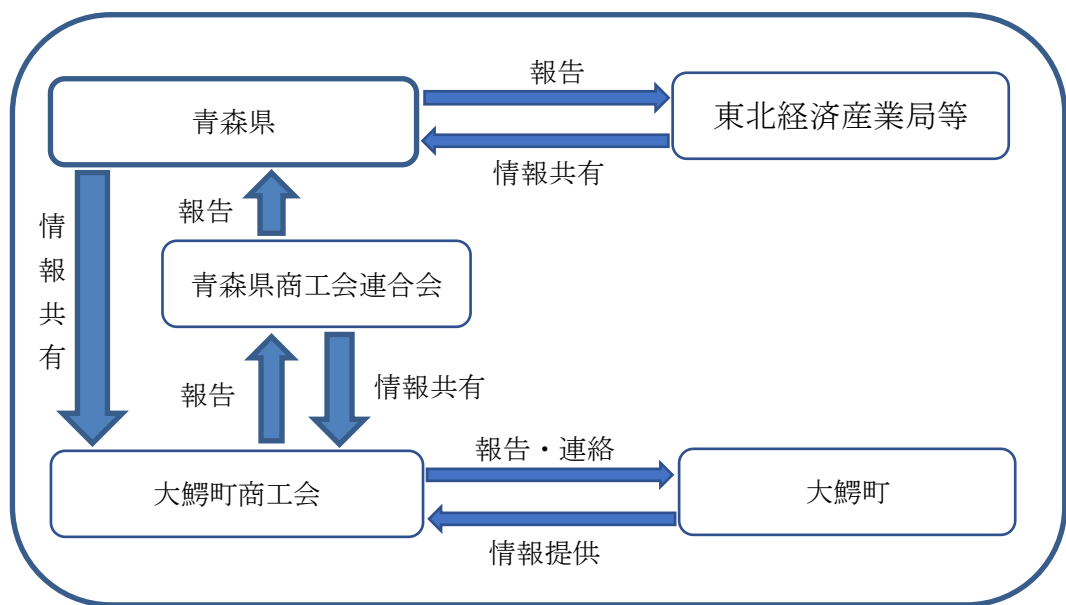 報告
青森県
東北経済産業局等
情報共有
報告
情報共有
青森県商工会連合会
報告
情報共有
報告・連絡
大鰐町商工会
大鰐町
情報提供